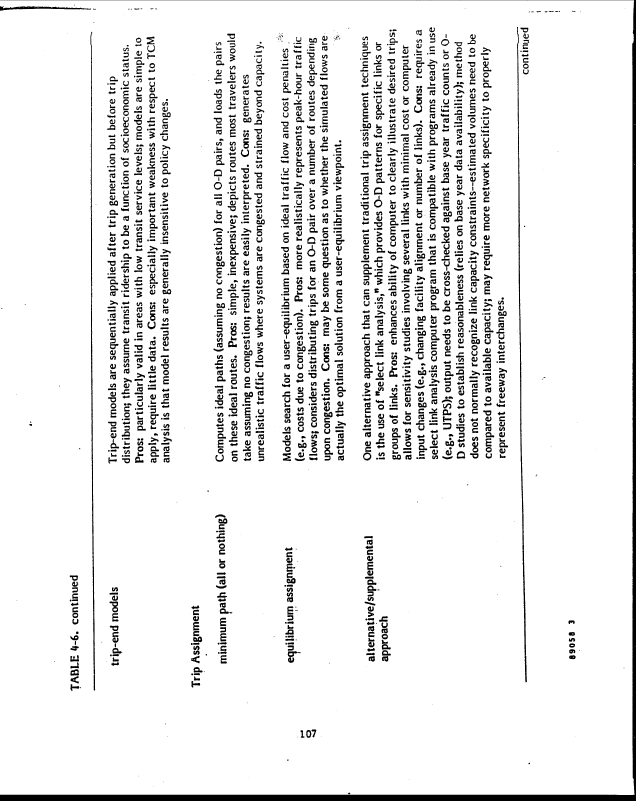 TABLE 4-6. continued
trip-end models
Trip-end models are sequentially applied after trip generation but before trip
distribution; they assume transit ridership to be a function of socioeconomic status.
Pros: particularly valid in areas with low transit service levels; models are simple to
apply, require little data. Cons: especially important weakness with respect to TCM
analysis is that model results are generally insensitive to policy changes.
Trip Assignment
minimum path (all or nothing)
Computes ideal paths (assuming no congestion) for all O-D pairs, and loads the pairs
on these ideal routes. Pros: simple, inexpensive; depicts routes most travelers would
take assuming no congestion; results are easily interpreted. Cons: generates
unrealistic traffic flows where systems are congested and strained beyond capacity.
equilibrium assignment
Models search for a user-equilibrium based on ideal traffic flow and cost penalties
(e.g., costs due to congestion). Pros: more realistically represents peak-hour traffic
flows; considers distributing trips for an O-D pair over a number of routes depending
upon congestion. Cons: may be some question as to whether the simulated flows are
actually the optimal solution from a user-equilibrium viewpoint.
alternative/supplemental
approach
One alternative approach that can supplement traditional trip assignment techniques
is the use of "select link analysis," which provides O-D patterns for specific links or
groups of links. Pros: enhances ability of computer to clearly illustrate desired trips;
allows for sensitivity studies involving several links with minimal cost or computer
input changes (e.g., changing facility alignment or number of links). Cons: requires a
select link analysis computer program that is compatible with programs already in use
(e.g., UTPS); output needs to be cross-checked against base year traffic counts or O-
D studies to establish reasonableness (relies on base year data availability); method
does not normally recognize link capacity constraints--estimated volumes need to be
compared to available capacity; may require more network specificity to properly
represent freeway interchanges.
continued
89058 3
107